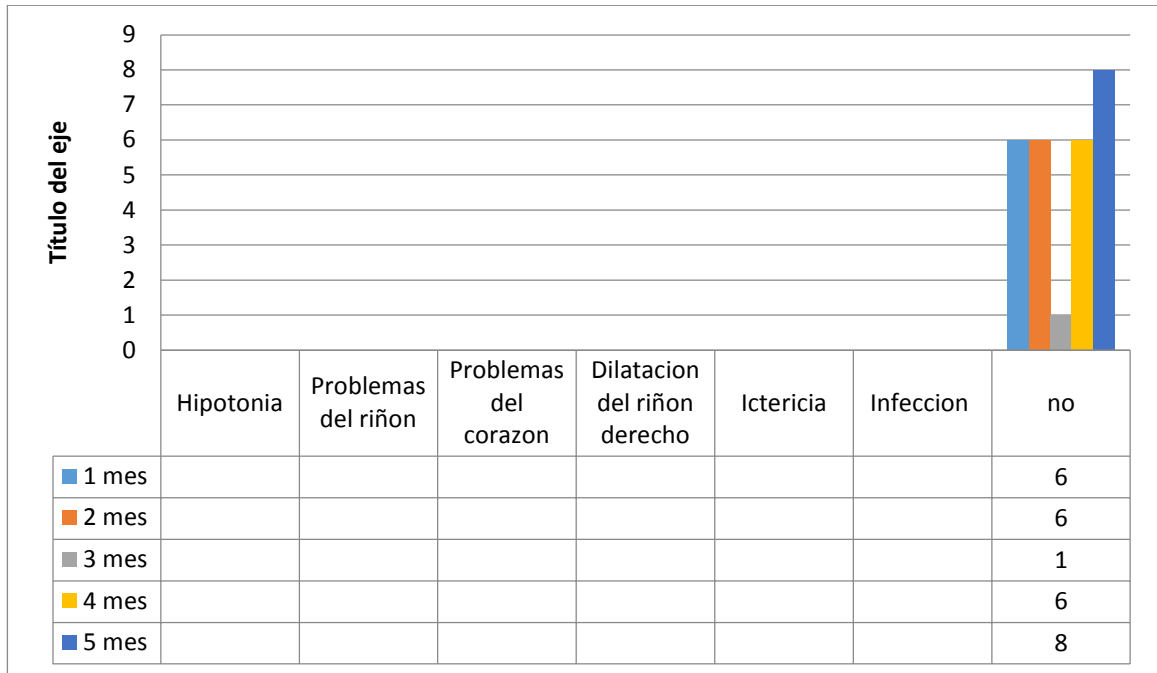 9
8
7
6
5
4
3
2
1
0
Título del eje
Hipotonia
Problemas
del riñon
Problemas
del
corazon
Dilatacion
del riñon
derecho
Ictericia
Infeccion
no
1 mes 6
2 mes 6
3 mes 1
4 mes 6
5 mes 8